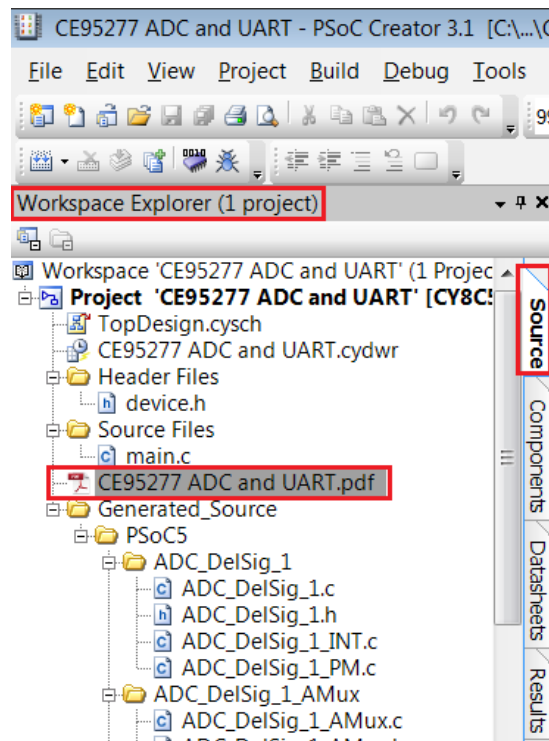 CE95277 ADC and UART - PSoC Creator 3.1 [C:\...\C
File Edit View Project Build Debug Tools
99
Workspace Explorer (1 project)
Workspace 'CE95277 ADC and UART' (1 Projec
Project 'CE95277 ADC and UART' [CY8C5
TopDesign.cysch
CE95277 ADC and UART.cydwr
Header Files
device.h
Source Files
main.c
CE95277 ADC and UART.pdf
Generated_Source
PSoC5
ADC_DelSig_1
ADC_DelSig_1.c
ADC_DelSig_1.h
ADC_DelSig_1_INT.c
ADC_DelSig_1_PM.c
ADC_DelSig_1_AMux
ADC_DelSig_1_AMux.c
Source
Components
Datasheets
Results